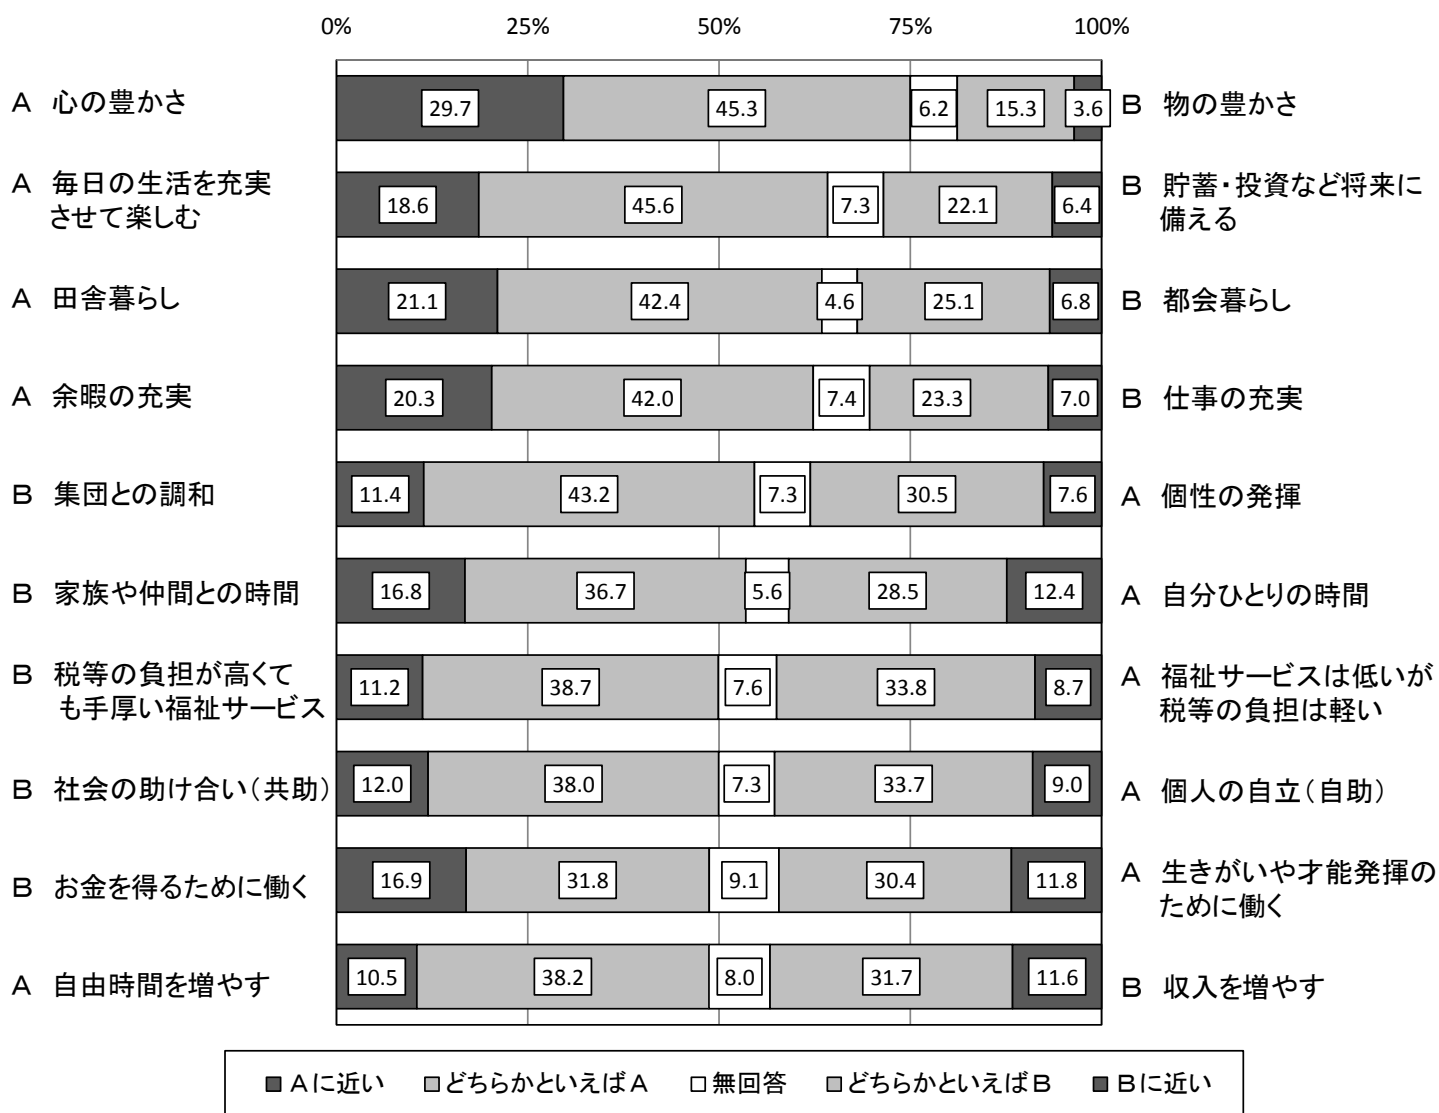 0% 25% 50% 75% 100%
A 心の豊かさ 29.7 45.3 6.2 15.3 3.6 B 物の豊かさ
A 毎日の生活を充実
させて楽しむ 18.6 45.6 7.3 22.1 6.4 B 貯蓄・投資など将来に
備える
A 田舎暮らし 21.1 42.4 4.6 25.1 6.8 B 都会暮らし
A 余暇の充実 20.3 42.0 7.4 23.3 7.0 B 仕事の充実
B 集団との調和 11.4 43.2 7.3 30.5 7.6 A 個性の発揮
B 家族や仲間との時間 16.8 36.7 5.6 28.5 12.4 A 自分ひとりの時間
B 税等の負担が高くて
も手厚い福祉サービス 11.2 38.7 7.6 33.8 8.7 A 福祉サービスは低いが
税等の負担は軽い
B 社会の助け合い(共助) 12.0 38.0 7.3 33.7 9.0 A 個人の自立(自助)
B お金を得るために働く 16.9 31.8 9.1 30.4 11.8 A 生きがいや才能発揮の
ために働く
A 自由時間を増やす 10.5 38.2 8.0 31.7 11.6 B 収入を増やす
Aに近い どちらかといえばA 無回答 どちらかといえばB Bに近い